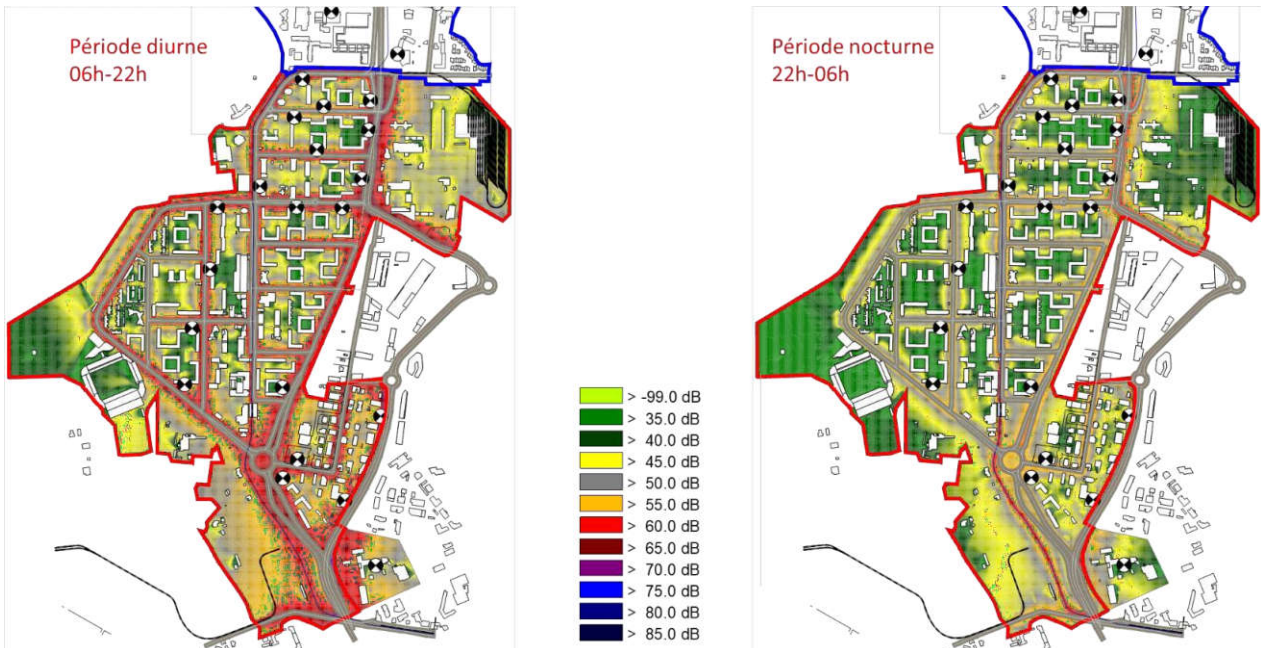 Période diurne
06h-22h
Période nocturne
22h-06h
> -99.0 dB
> 35.0 dB
> 40.0 dB
> 45.0 dB
> 50.0 dB
> 55.0 dB
> 60.0 dB
> 65.0 dB
> 70.0 dB
> 75.0 dB
> 80.0 dB
> 85.0 dB